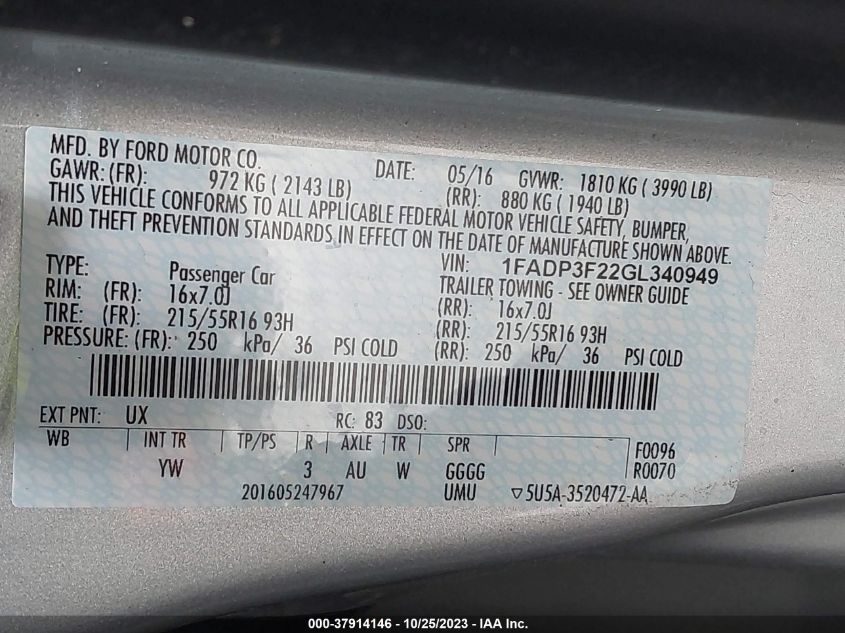 MFD. BY FORD MOTOR CO. DATE: 05/16 GVWR: 1810 KG ( 3990 LB)
GAWR: (FR): 972 KG ( 2143 LB) (RR): 880 KG ( 1940 LB)
THIS VEHICLE CONFORMS TO ALL APPLICABLE FEDERAL MOTOR VEHICLE SAFETY, BUMPER,
AND THEFT PREVENTION STANDARDS IN EFFECT ON THE DATE OF MANUFACTURE SHOWN ABOVE.
VIN: 1FADP3F22GL340949
TYPE: Passenger Car TRAILER TOWING - SEE OWNER GUIDE
RIM: (FR): 16x7.0J (RR): 16x7.0J
TIRE: (FR): 215/55R16 93H (RR): 215/55R16 93H
PRESSURE: (FR): 250 kPa/ 36 PSI COLD (RR): 250 kPa/ 36 PSI COLD
EXT PNT: UX RC: 83 DSO:
WB INT TR TP/PS R AXLE TR SPR F0096
YW 3 AU W GGGG R0070
201605247967 UMU ▽5U5A-3520472-AA
000-37914146 - 10/25/2023 - IAA Inc.